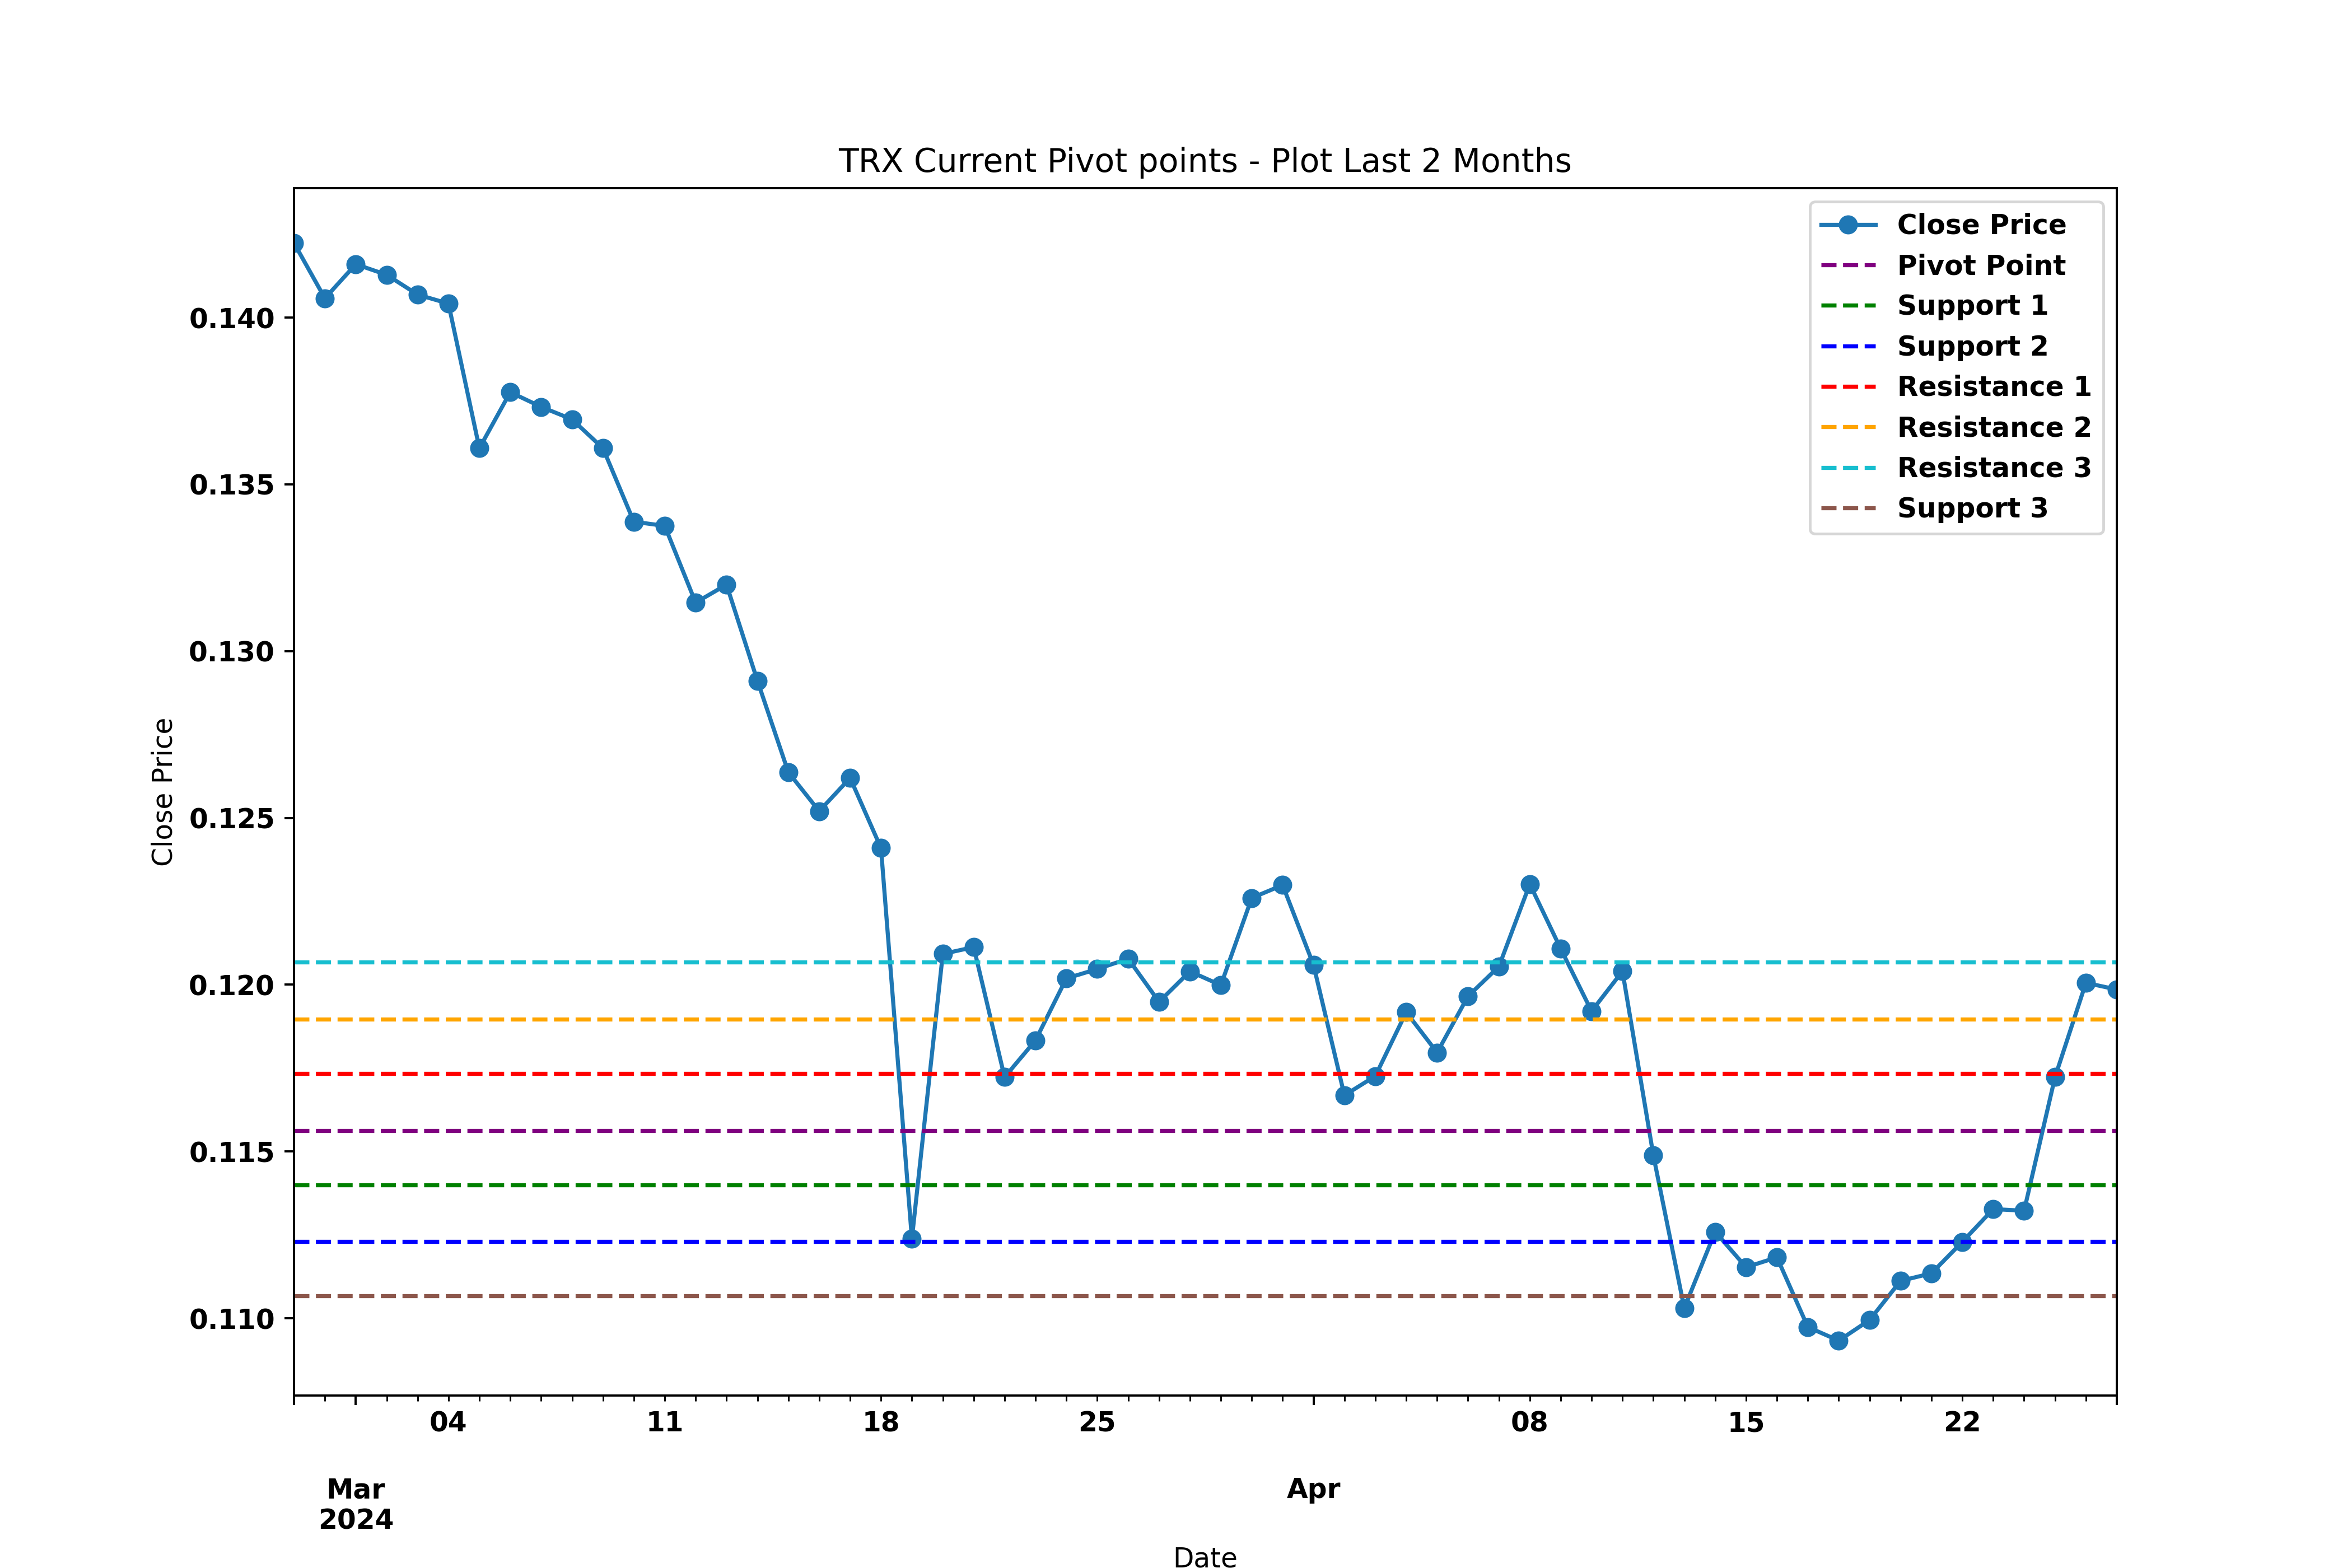 TRX Current Pivot points - Plot Last 2 Months
Close Price
Pivot Point
Support 1
Support 2
Resistance 1
Resistance 2
Resistance 3
Support 3
0.140
0.135
0.130
0.125
0.120
0.115
0.110
Close Price
04
11
18
25
08
15
22
Mar
2024
Apr
Date